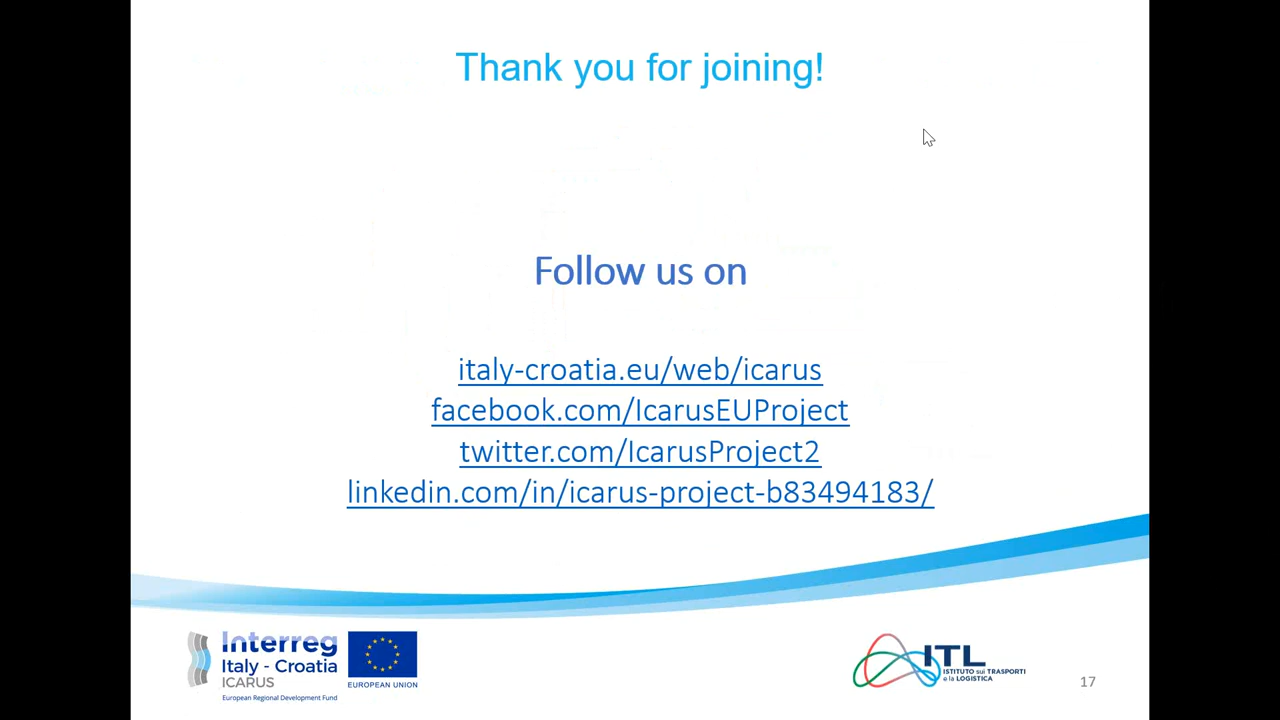 Thank you for joining!
Follow us on
italy-croatia.eu/web/icarus
facebook.com/IcarusEUProject
twitter.com/IcarusProject2
linkedin.com/in/icarus-project-b83494183/
Interreg
Italy - Croatia
ICARUS
European Regional Development Fund
EUROPEAN UNION
ITL
ISTITUTO sui TRASPORTI
e la LOGISTICA
17